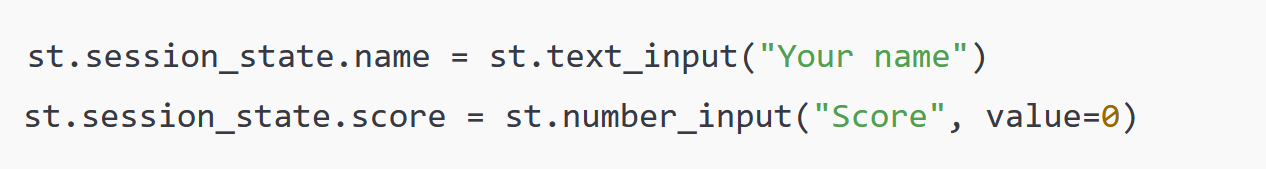 st.session_state.name = st.text_input("Your name")
st.session_state.score = st.number_input("Score", value=0)